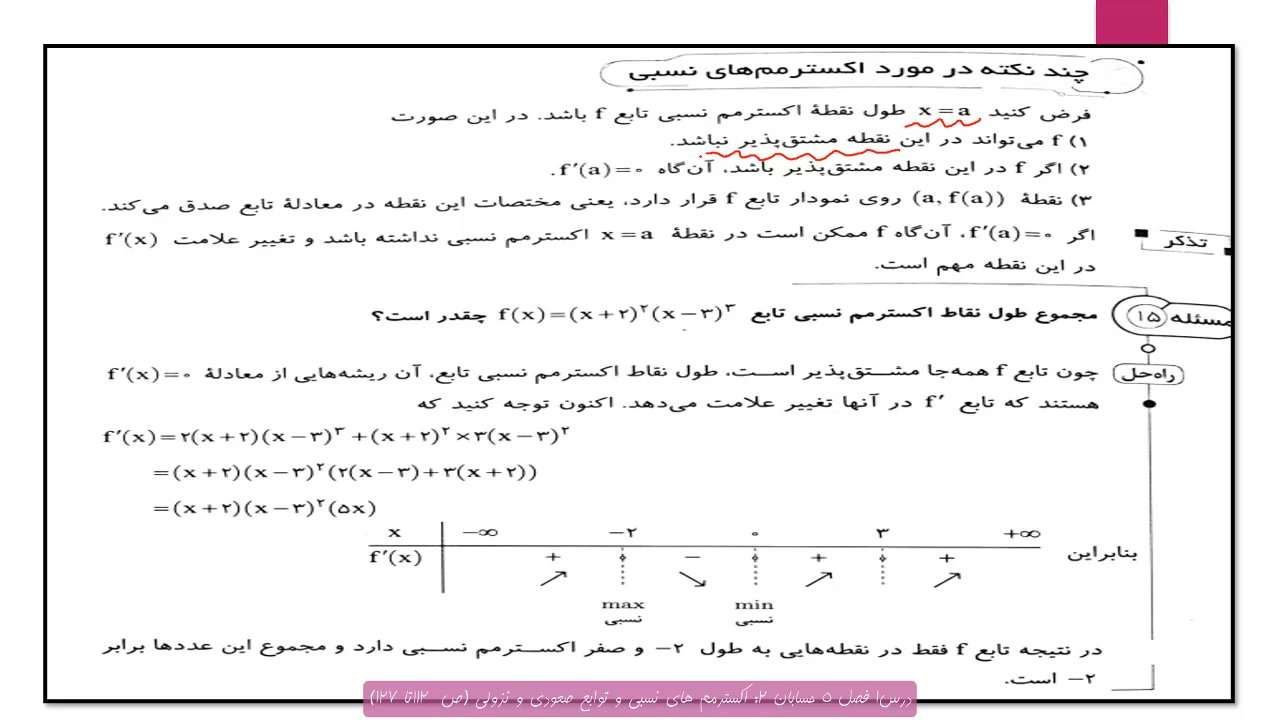 چند نکته در مورد اکسترمم‌های نسبی
فرض کنید x = a طول نقطهٔ اکسترمم نسبی تابع f باشد. در این صورت
۱) f می‌تواند در این نقطه مشتق‌پذیر نباشد.
۲) اگر f در این نقطه مشتق‌پذیر باشد، آن‌گاه f′(a) = ۰.
۳) نقطهٔ (a, f(a)) روی نمودار تابع f قرار دارد، یعنی مختصات این نقطه در معادلهٔ تابع صدق می‌کند.
تذکر
اگر f′(a) = ۰، آن‌گاه f ممکن است در نقطهٔ x = a اکسترمم نسبی نداشته باشد و تغییر علامت f′(x)
در این نقطه مهم است.
مسئله ۱۵
مجموع طول نقاط اکسترمم نسبی تابع f(x) = (x + ۲)^۲ (x − ۳)^۳ چقدر است؟
راه‌حل
چون تابع f همه‌جا مشتق‌پذیر است، طول نقاط اکسترمم نسبی تابع، آن ریشه‌هایی از معادلهٔ f′(x) = ۰
هستند که تابع f′ در آنها تغییر علامت می‌دهد. اکنون توجه کنید که
f′(x) = ۲(x + ۲)(x − ۳)^۳ + (x + ۲)^۲ × ۳(x − ۳)^۲
= (x + ۲)(x − ۳)^۲ (۲(x − ۳) + ۳(x + ۲))
= (x + ۲)(x − ۳)^۲ (۵x)
x −∞ −۲ ۰ ۳ +∞
بنابراین
f′(x) + ۰ − ۰ + ۰ +
max min
نسبی نسبی
در نتیجه تابع f فقط در نقطه‌هایی به طول ۲− و صفر اکسترمم نسبی دارد و مجموع این عددها برابر
۲− است.
درس۱ فصل ۵ حسابان ۲: اکسترمم های نسبی و توابع صعودی و نزولی (ص ۱۱۲تا ۱۲۷)